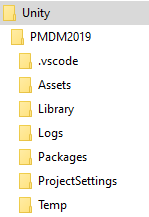 Unity
PMDM2019
.vscode
Assets
Library
Logs
Packages
ProjectSettings
Temp